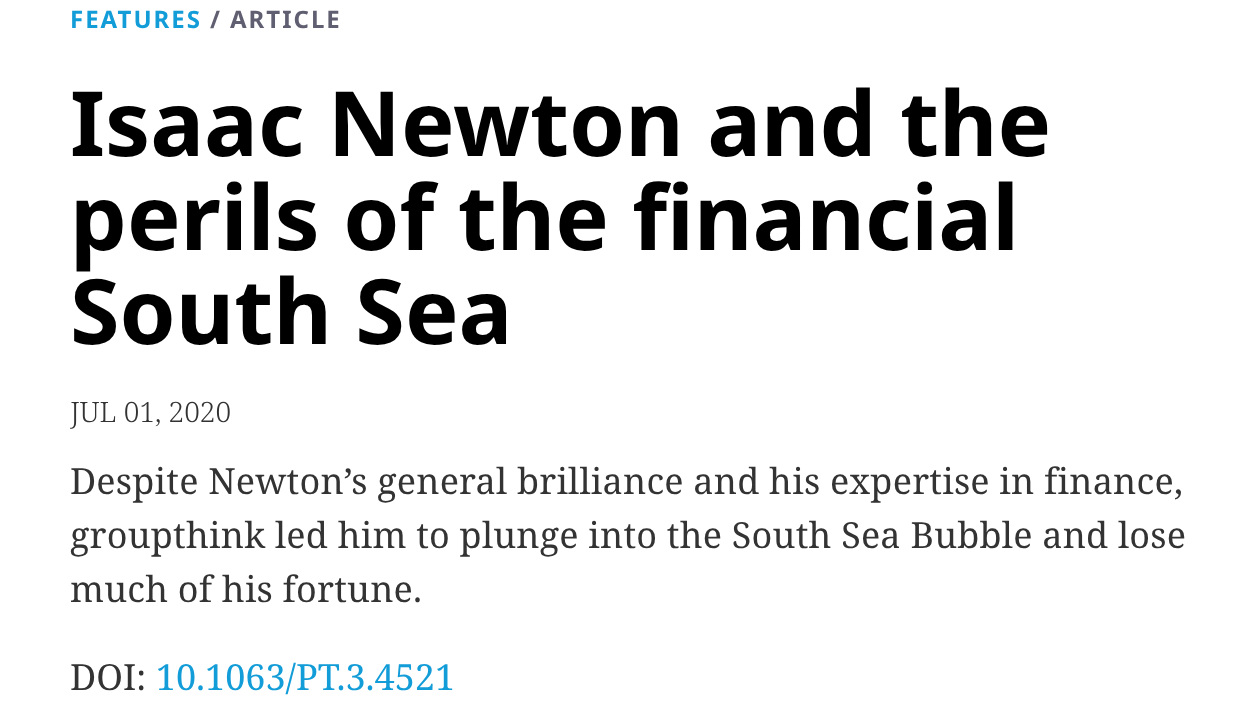 FEATURES / ARTICLE
Isaac Newton and the
perils of the financial
South Sea
JUL 01, 2020
Despite Newton’s general brilliance and his expertise in finance,
groupthink led him to plunge into the South Sea Bubble and lose
much of his fortune.
DOI: 10.1063/PT.3.4521